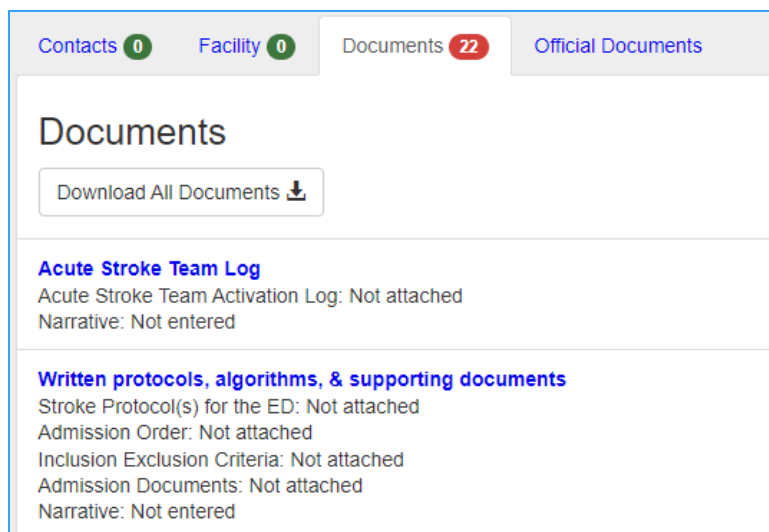 Contacts 0 Facility 0 Documents 22 Official Documents
Documents
Download All Documents
Acute Stroke Team Log
Acute Stroke Team Activation Log: Not attached
Narrative: Not entered
Written protocols, algorithms, & supporting documents
Stroke Protocol(s) for the ED: Not attached
Admission Order: Not attached
Inclusion Exclusion Criteria: Not attached
Admission Documents: Not attached
Narrative: Not entered